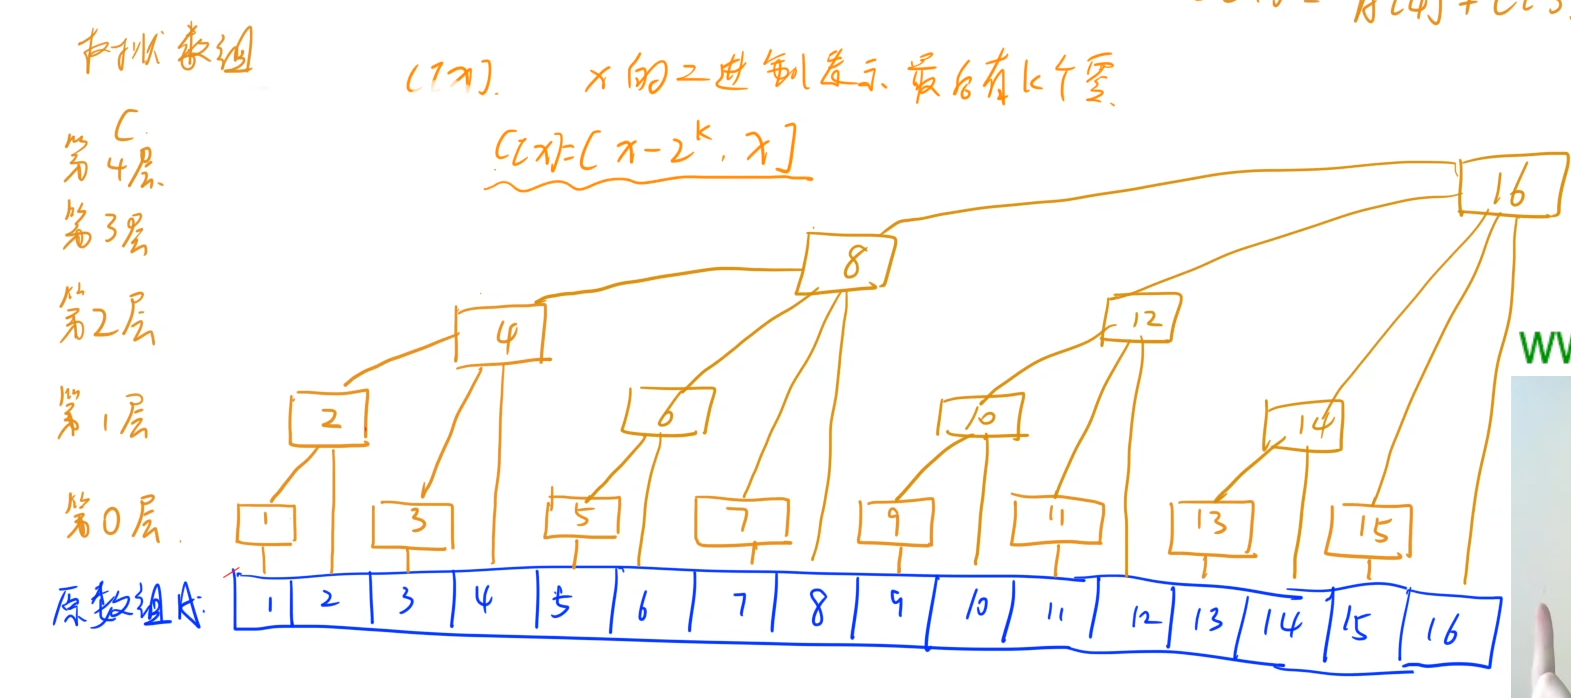 A[4]+C[3]
树状数组
C[x]. x的二进制表示最后有k个零
C
C[x]=(x-2^k, x]
第4层
16
第3层
8
第2层
4 12
第1层
2 6 10 14
第0层.
1 3 5 7 9 11 13 15
原数组A:
1 2 3 4 5 6 7 8 9 10 11 12 13 14 15 16